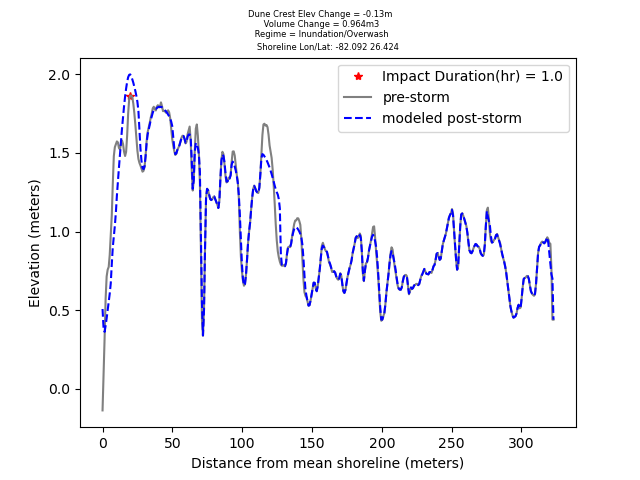 Dune Crest Elev Change = -0.13m
Volume Change = 0.964m3
Regime = Inundation/Overwash
Shoreline Lon/Lat: -82.092 26.424
Impact Duration(hr) = 1.0
pre-storm
modeled post-storm
Elevation (meters)
2.0
1.5
1.0
0.5
0.0
0 50 100 150 200 250 300
Distance from mean shoreline (meters)